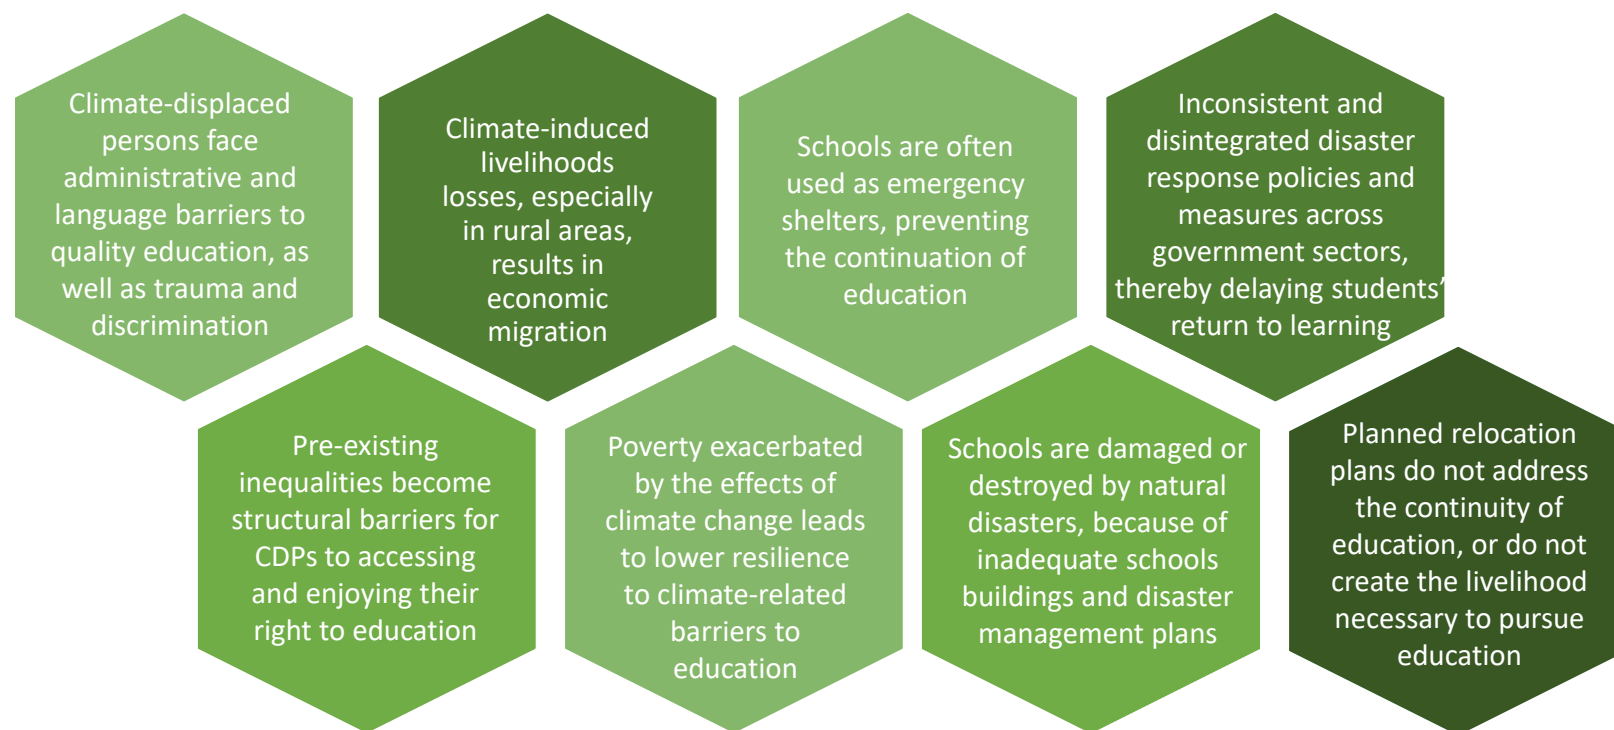 Climate-displaced
persons face
administrative and
language barriers to
quality education, as
well as trauma and
discrimination
Climate-induced
livelihoods
losses, especially
in rural areas,
results in
economic
migration
Schools are often
used as emergency
shelters, preventing
the continuation of
education
Inconsistent and
disintegrated disaster
response policies and
measures across
government sectors,
thereby delaying students’
return to learning
Pre-existing
inequalities become
structural barriers for
CDPs to accessing
and enjoying their
right to education
Poverty exacerbated
by the effects of
climate change leads
to lower resilience
to climate-related
barriers to
education
Schools are damaged or
destroyed by natural
disasters, because of
inadequate schools
buildings and disaster
management plans
Planned relocation
plans do not address
the continuity of
education, or do not
create the livelihood
necessary to pursue
education